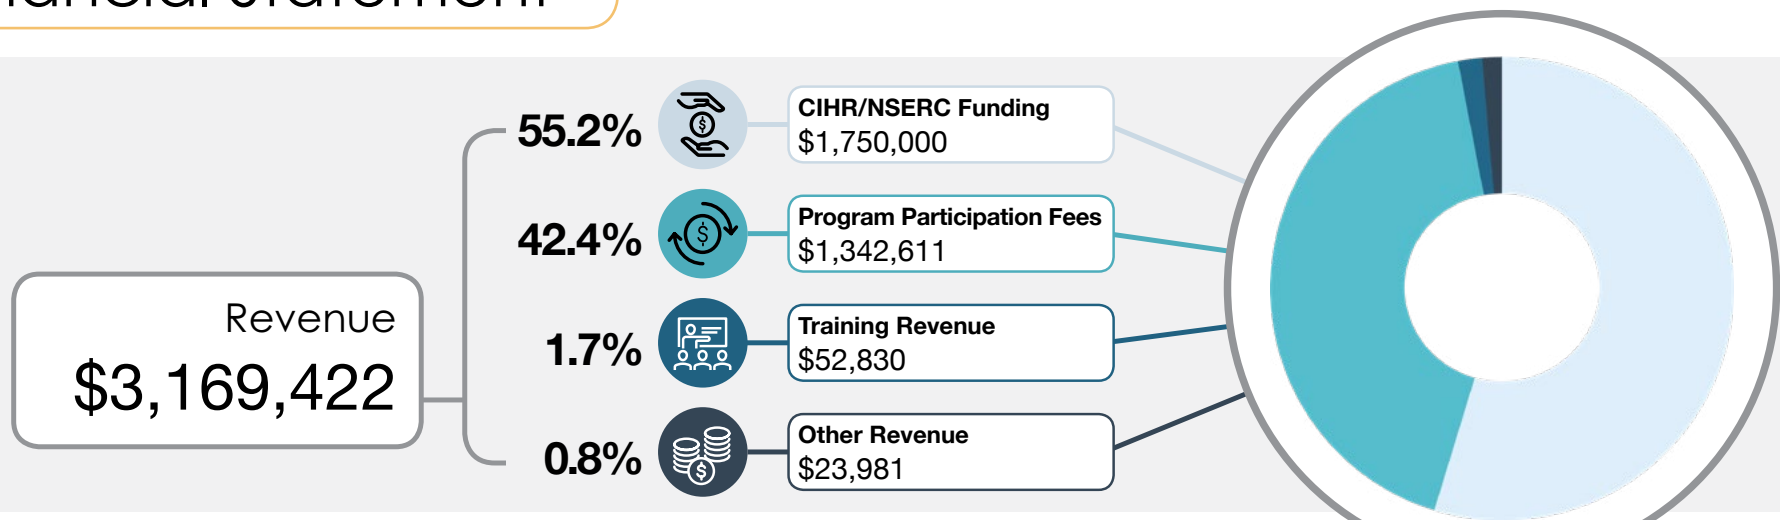 Statement
Revenue
$3,169,422
55.2%
CIHR/NSERC Funding
$1,750,000
42.4%
Program Participation Fees
$1,342,611
1.7%
Training Revenue
$52,830
0.8%
Other Revenue
$23,981